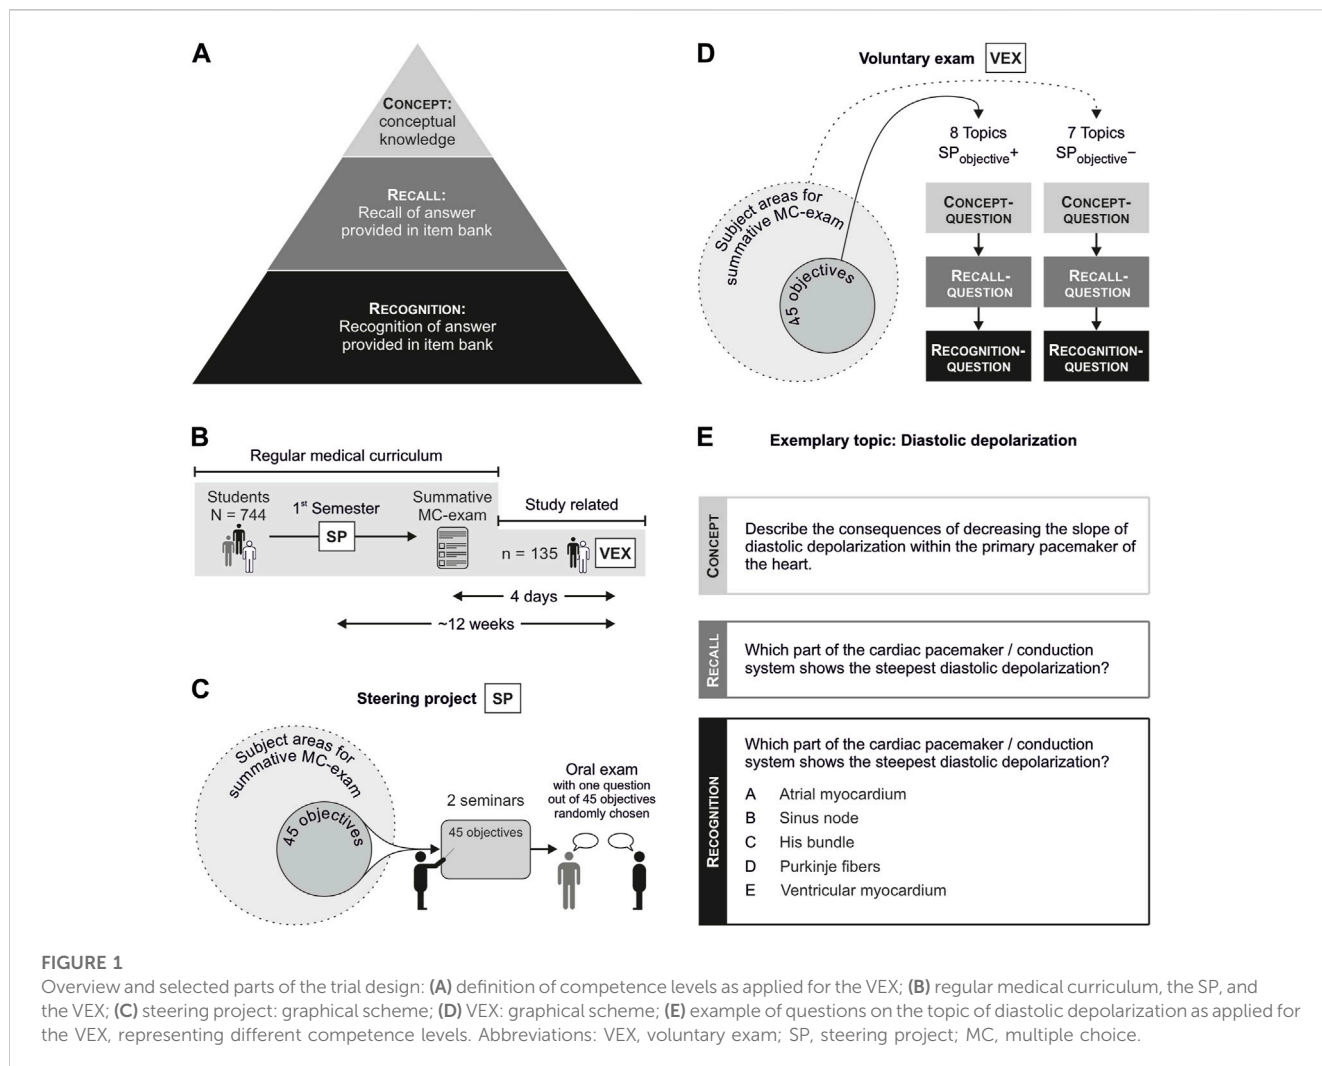 A
CONCEPT:
conceptual
knowledge
RECALL:
Recall of answer
provided in item bank
RECOGNITION:
Recognition of answer
provided in item bank
B
Regular medical curriculum
Students
N = 744
1st Semester
SP
Summative
MC-exam
Study related
n = 135
VEX
4 days
~12 weeks
C
Steering project SP
Subject areas for
summative MC-exam
45 objectives
2 seminars
45 objectives
Oral exam
with one question
out of 45 objectives
randomly chosen
D
Voluntary exam VEX
8 Topics
SPobjective+
7 Topics
SPobjective−
Subject areas for
summative MC-exam
45 objectives
CONCEPT-
QUESTION
CONCEPT-
QUESTION
RECALL-
QUESTION
RECALL-
QUESTION
RECOGNITION-
QUESTION
RECOGNITION-
QUESTION
E
Exemplary topic: Diastolic depolarization
CONCEPT
Describe the consequences of decreasing the slope of
diastolic depolarization within the primary pacemaker of
the heart.
RECALL
Which part of the cardiac pacemaker / conduction
system shows the steepest diastolic depolarization?
RECOGNITION
Which part of the cardiac pacemaker / conduction
system shows the steepest diastolic depolarization?
A Atrial myocardium
B Sinus node
C His bundle
D Purkinje fibers
E Ventricular myocardium
FIGURE 1
Overview and selected parts of the trial design: (A) definition of competence levels as applied for the VEX; (B) regular medical curriculum, the SP, and
the VEX; (C) steering project: graphical scheme; (D) VEX: graphical scheme; (E) example of questions on the topic of diastolic depolarization as applied for
the VEX, representing different competence levels. Abbreviations: VEX, voluntary exam; SP, steering project; MC, multiple choice.